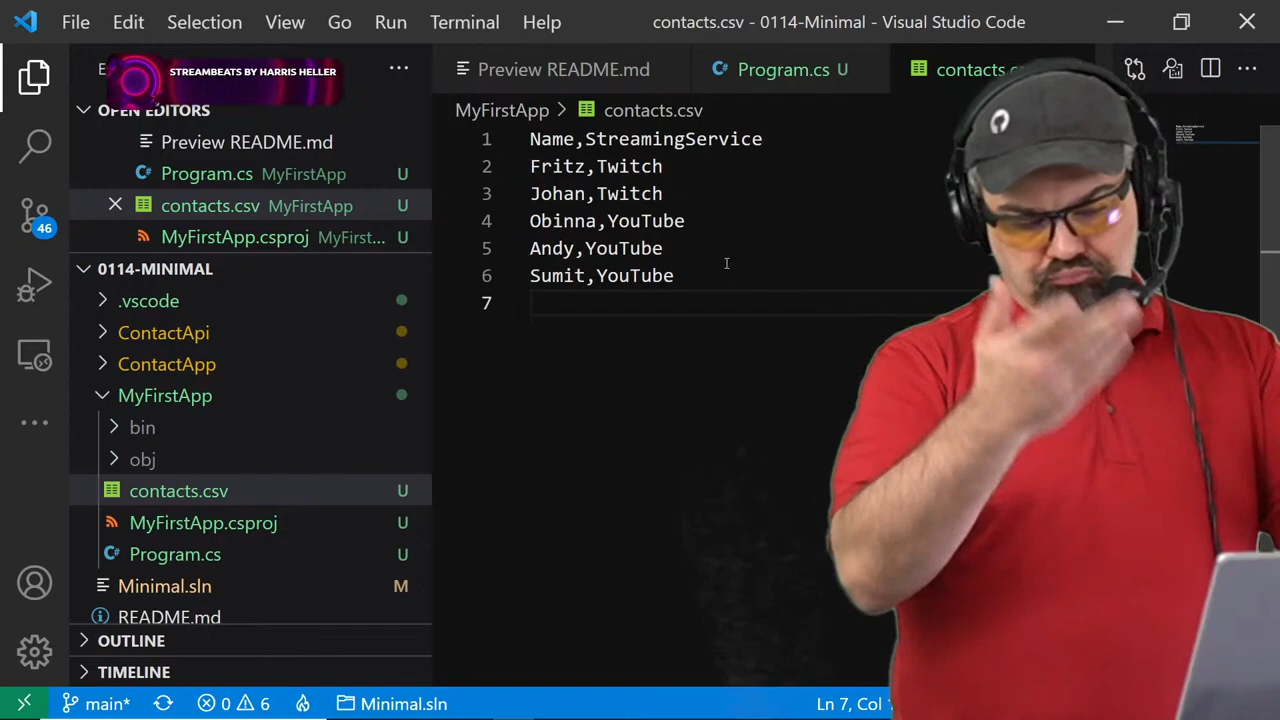 File Edit Selection View Go Run Terminal Help contacts.csv - 0114-Minimal - Visual Studio Code
STREAMBEATS BY HARRIS HELLER
OPEN EDITORS
Preview README.md
Program.cs MyFirstApp U
contacts.csv MyFirstApp U
MyFirstApp.csproj MyFirst... U
0114-MINIMAL
.vscode
ContactApi
ContactApp
MyFirstApp
bin
obj
contacts.csv U
MyFirstApp.csproj U
Program.cs U
Minimal.sln M
README.md
OUTLINE
TIMELINE
46
Preview README.md Program.cs U contacts.
MyFirstApp > contacts.csv
1 Name,StreamingService
2 Fritz,Twitch
3 Johan,Twitch
4 Obinna,YouTube
5 Andy,YouTube
6 Sumit,YouTube
7
main* 0 6 Minimal.sln Ln 7, Col